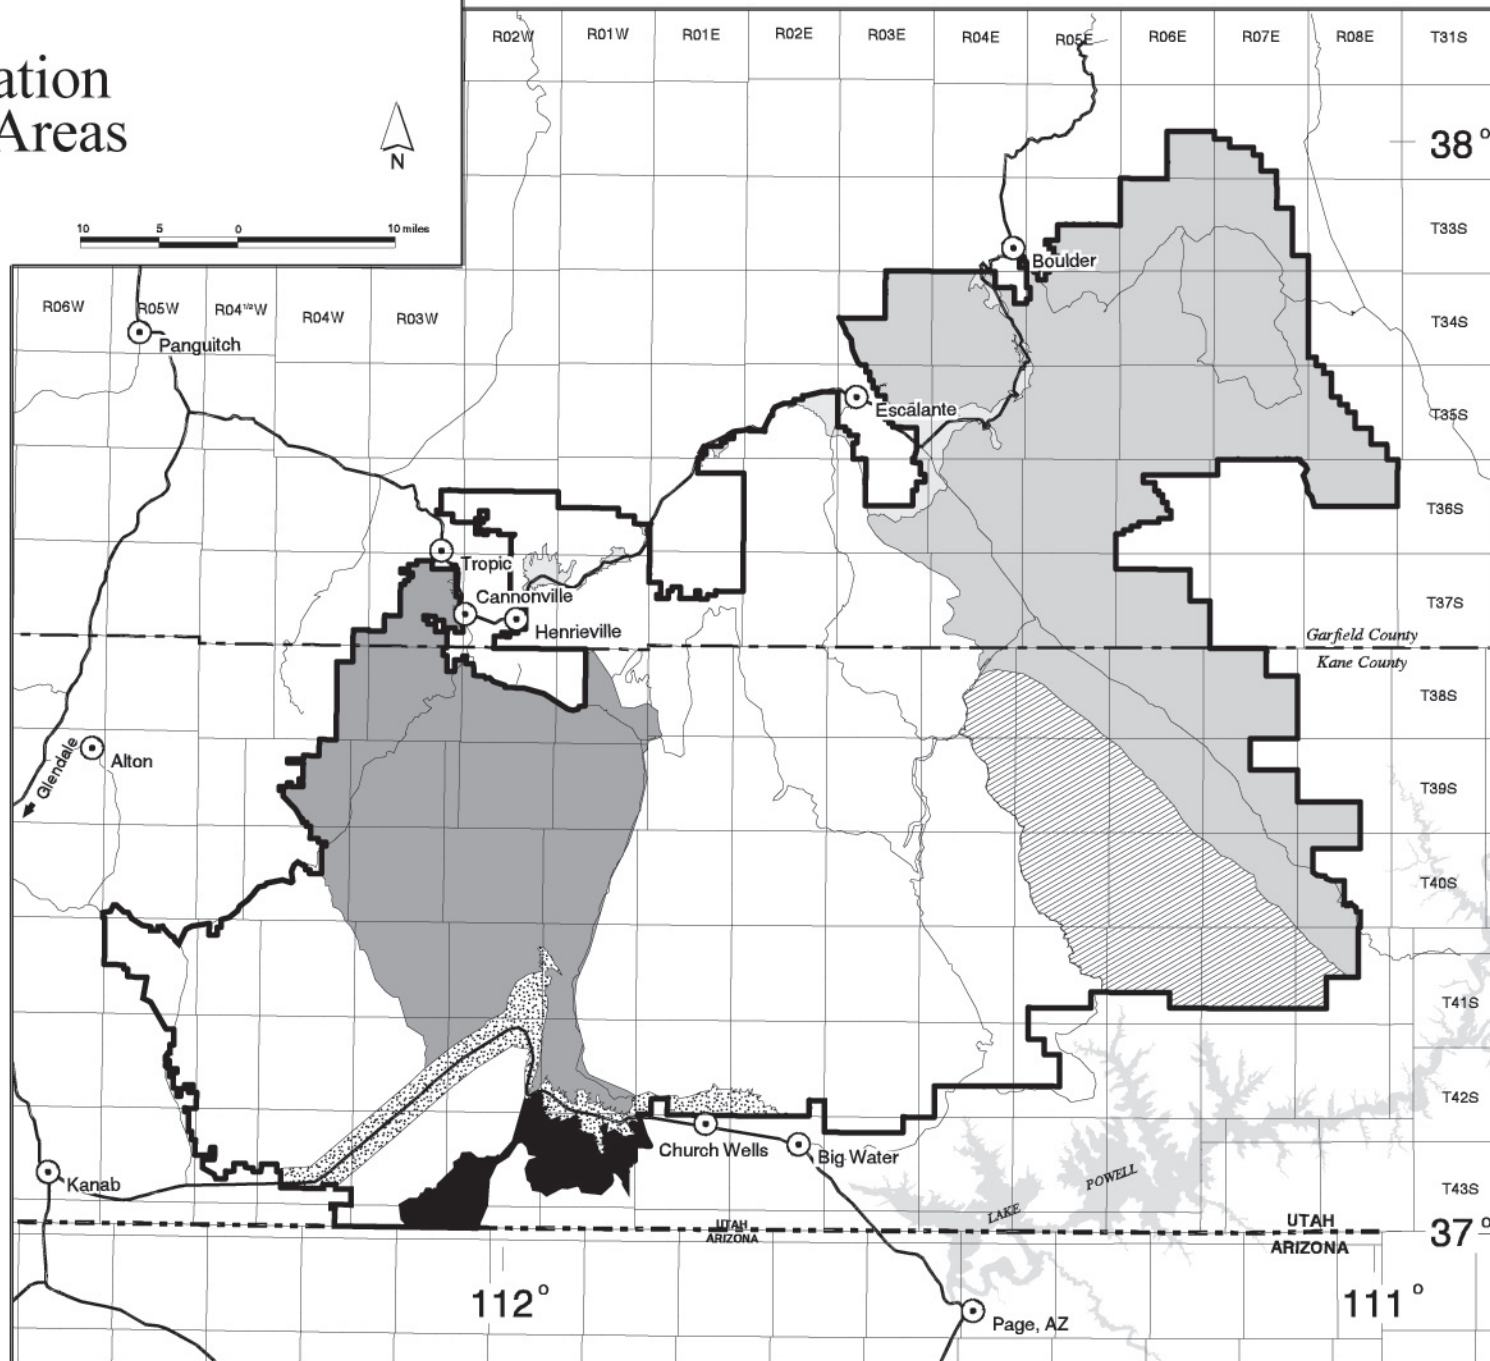 ation
Areas
N
10 5 0 10 miles
R02W R01W R01E R02E R03E R04E R05E R06E R07E R08E T31S
38°
T33S
Boulder
R06W R05W R04 1/2 W R04W R03W
T34S
Panguitch
Escalante
T35S
T36S
Tropic
Cannonville
T37S
Henrieville
Garfield County
Kane County
T38S
Glendale
Alton
T39S
T40S
T41S
T42S
Church Wells
Big Water
Kanab
LAKE POWELL
T43S
UTAH
ARIZONA
UTAH
ARIZONA
37°
112°
111°
Page, AZ